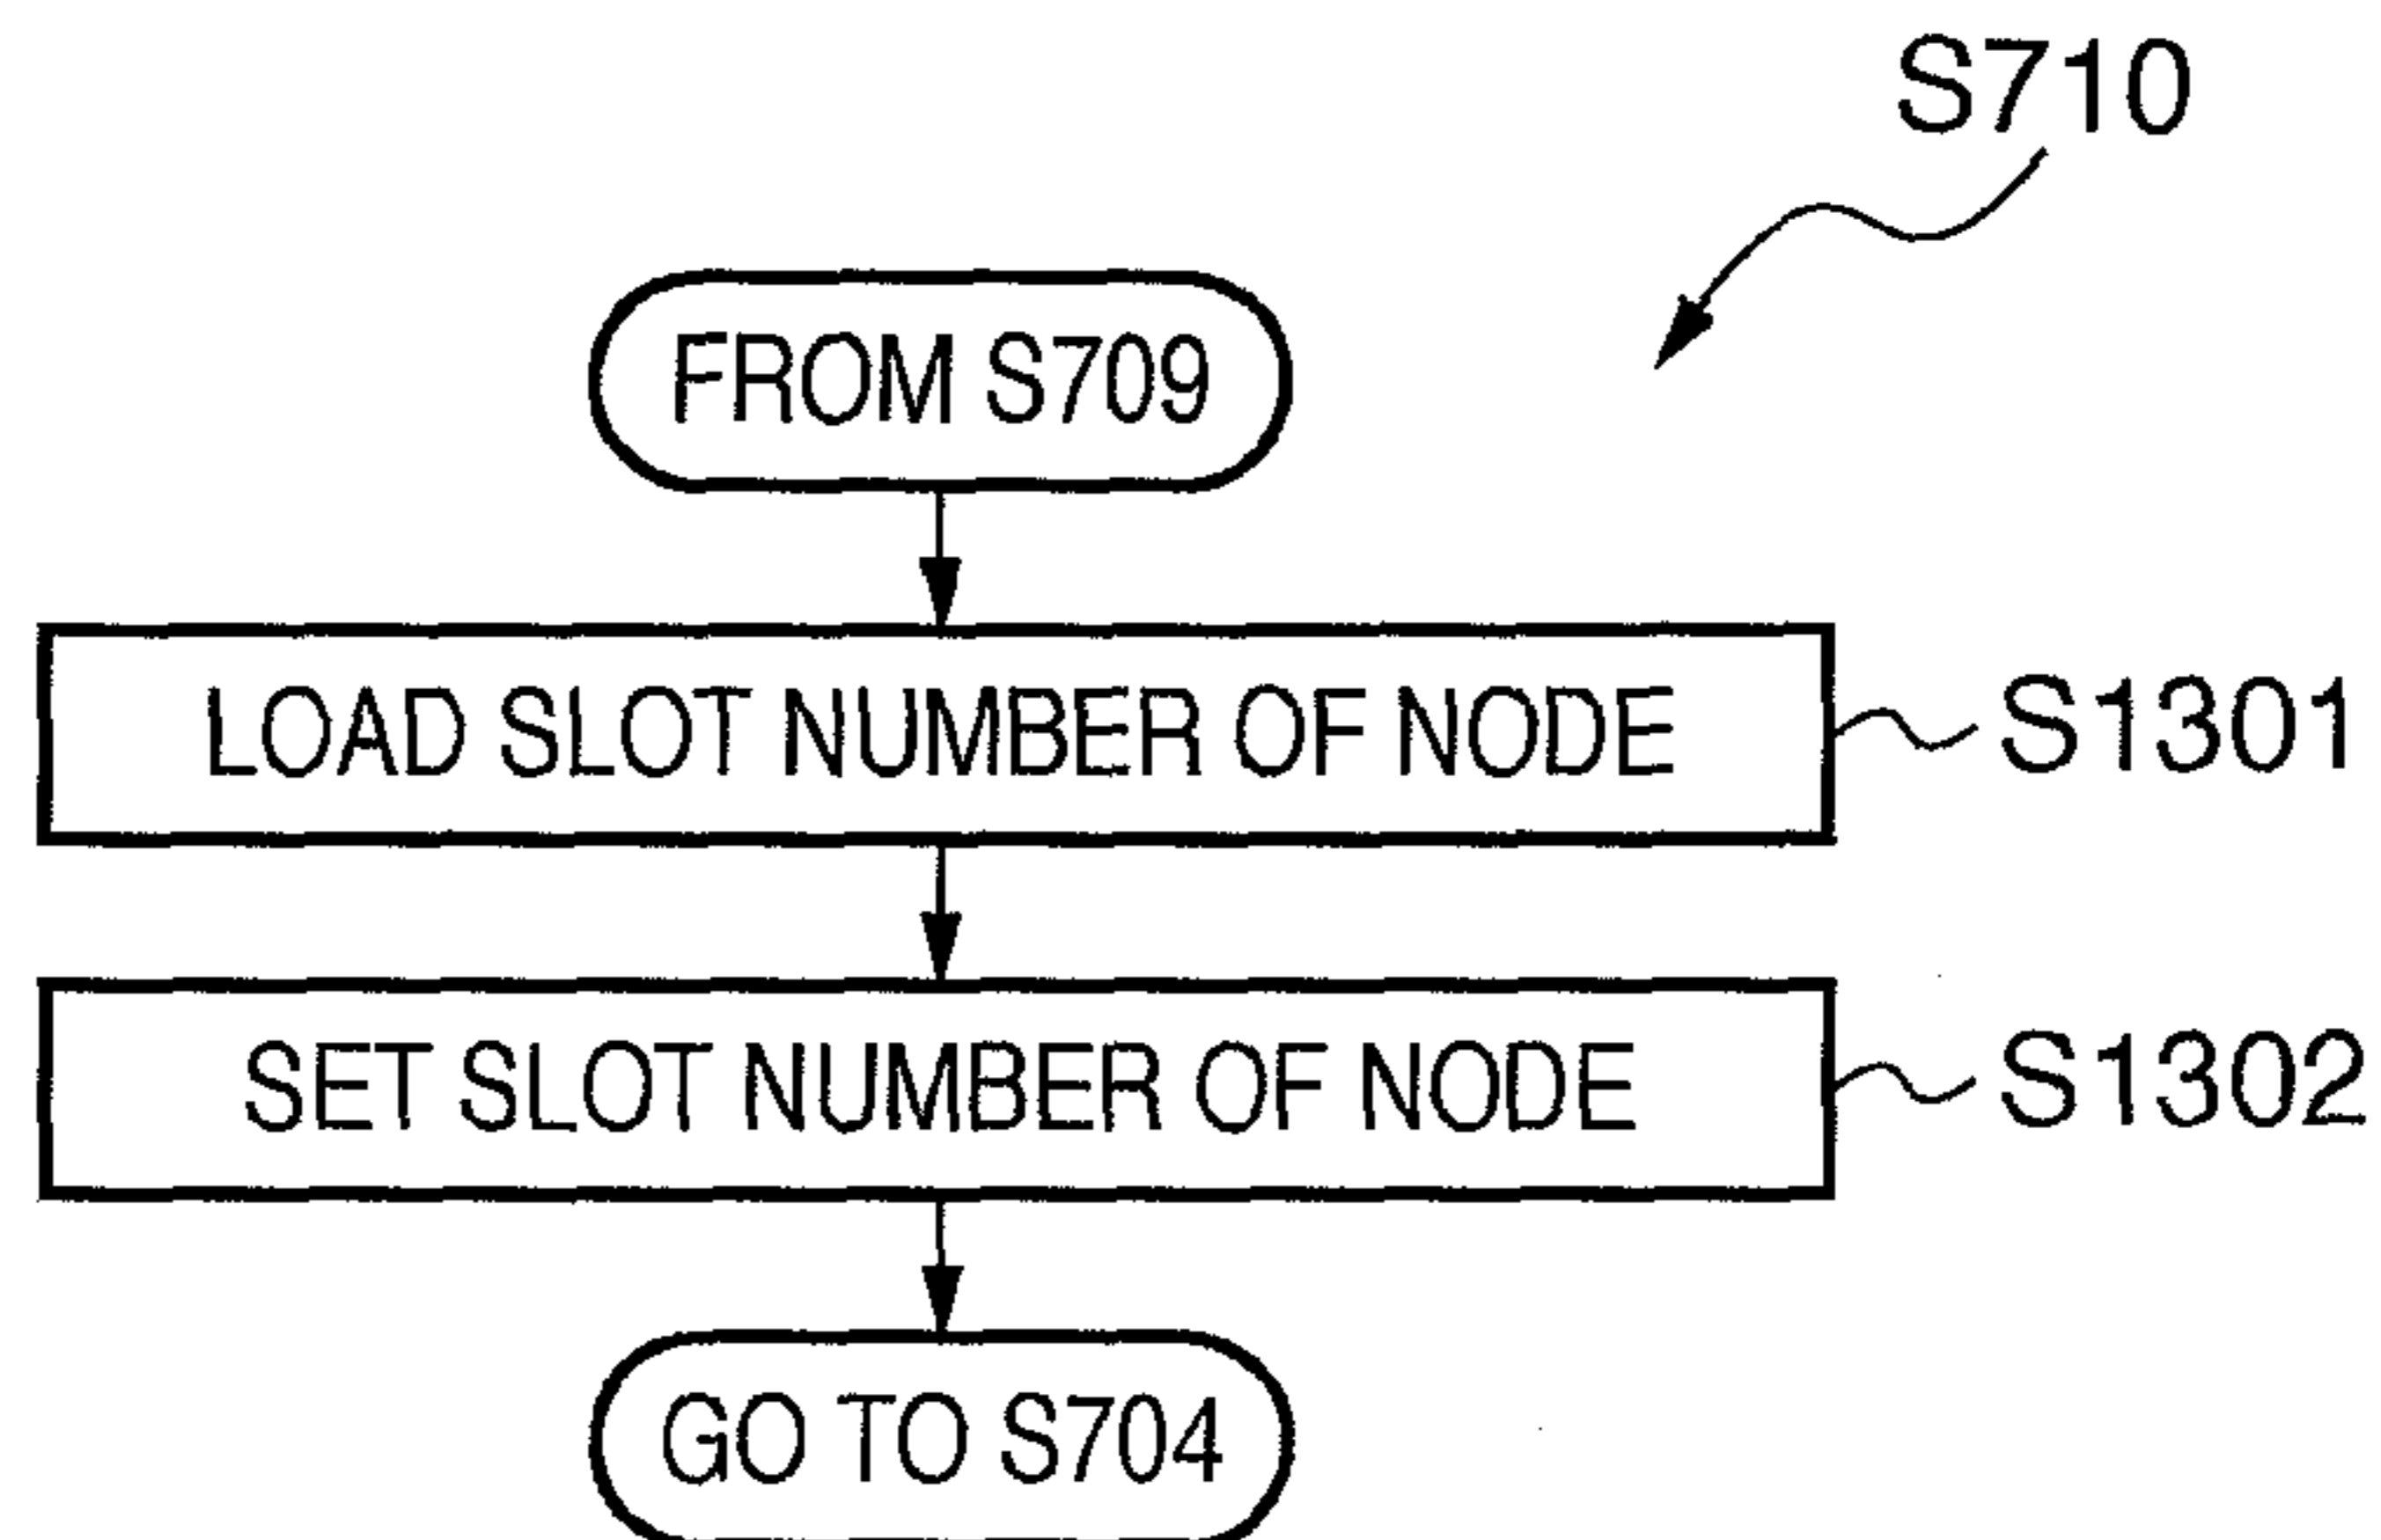 S710
FROM S709
LOAD SLOT NUMBER OF NODE
S1301
SET SLOT NUMBER OF NODE
S1302
GO TO S704